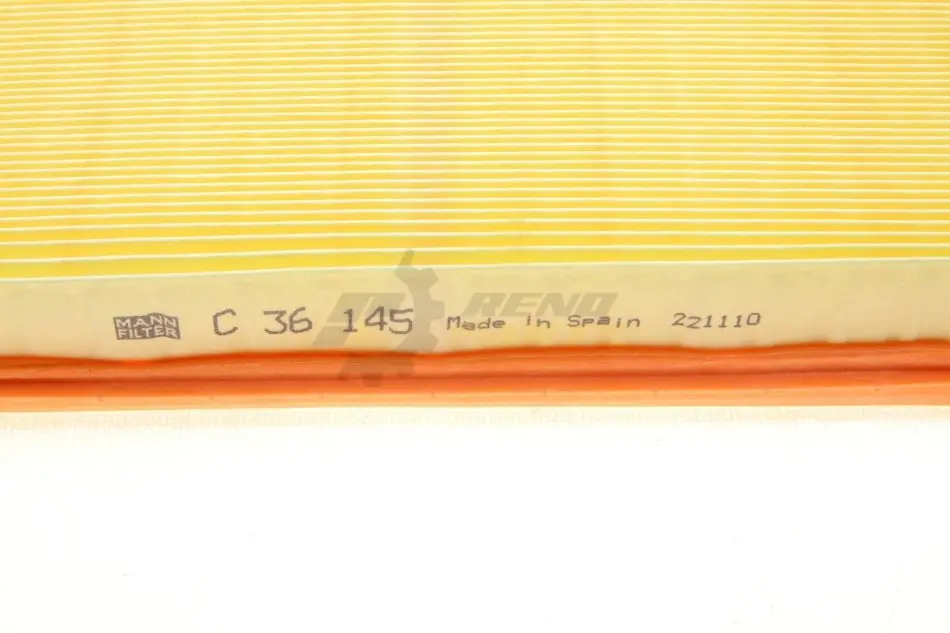 MANN
FILTER
C 36 145 Made in Spain 221110
RENO